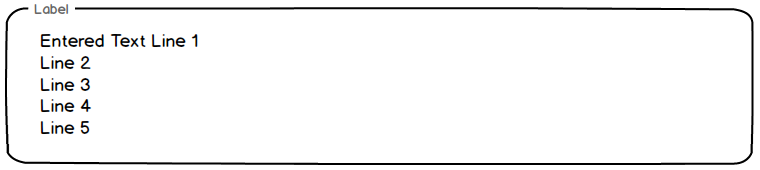 Label
Entered Text Line 1
Line 2
Line 3
Line 4
Line 5